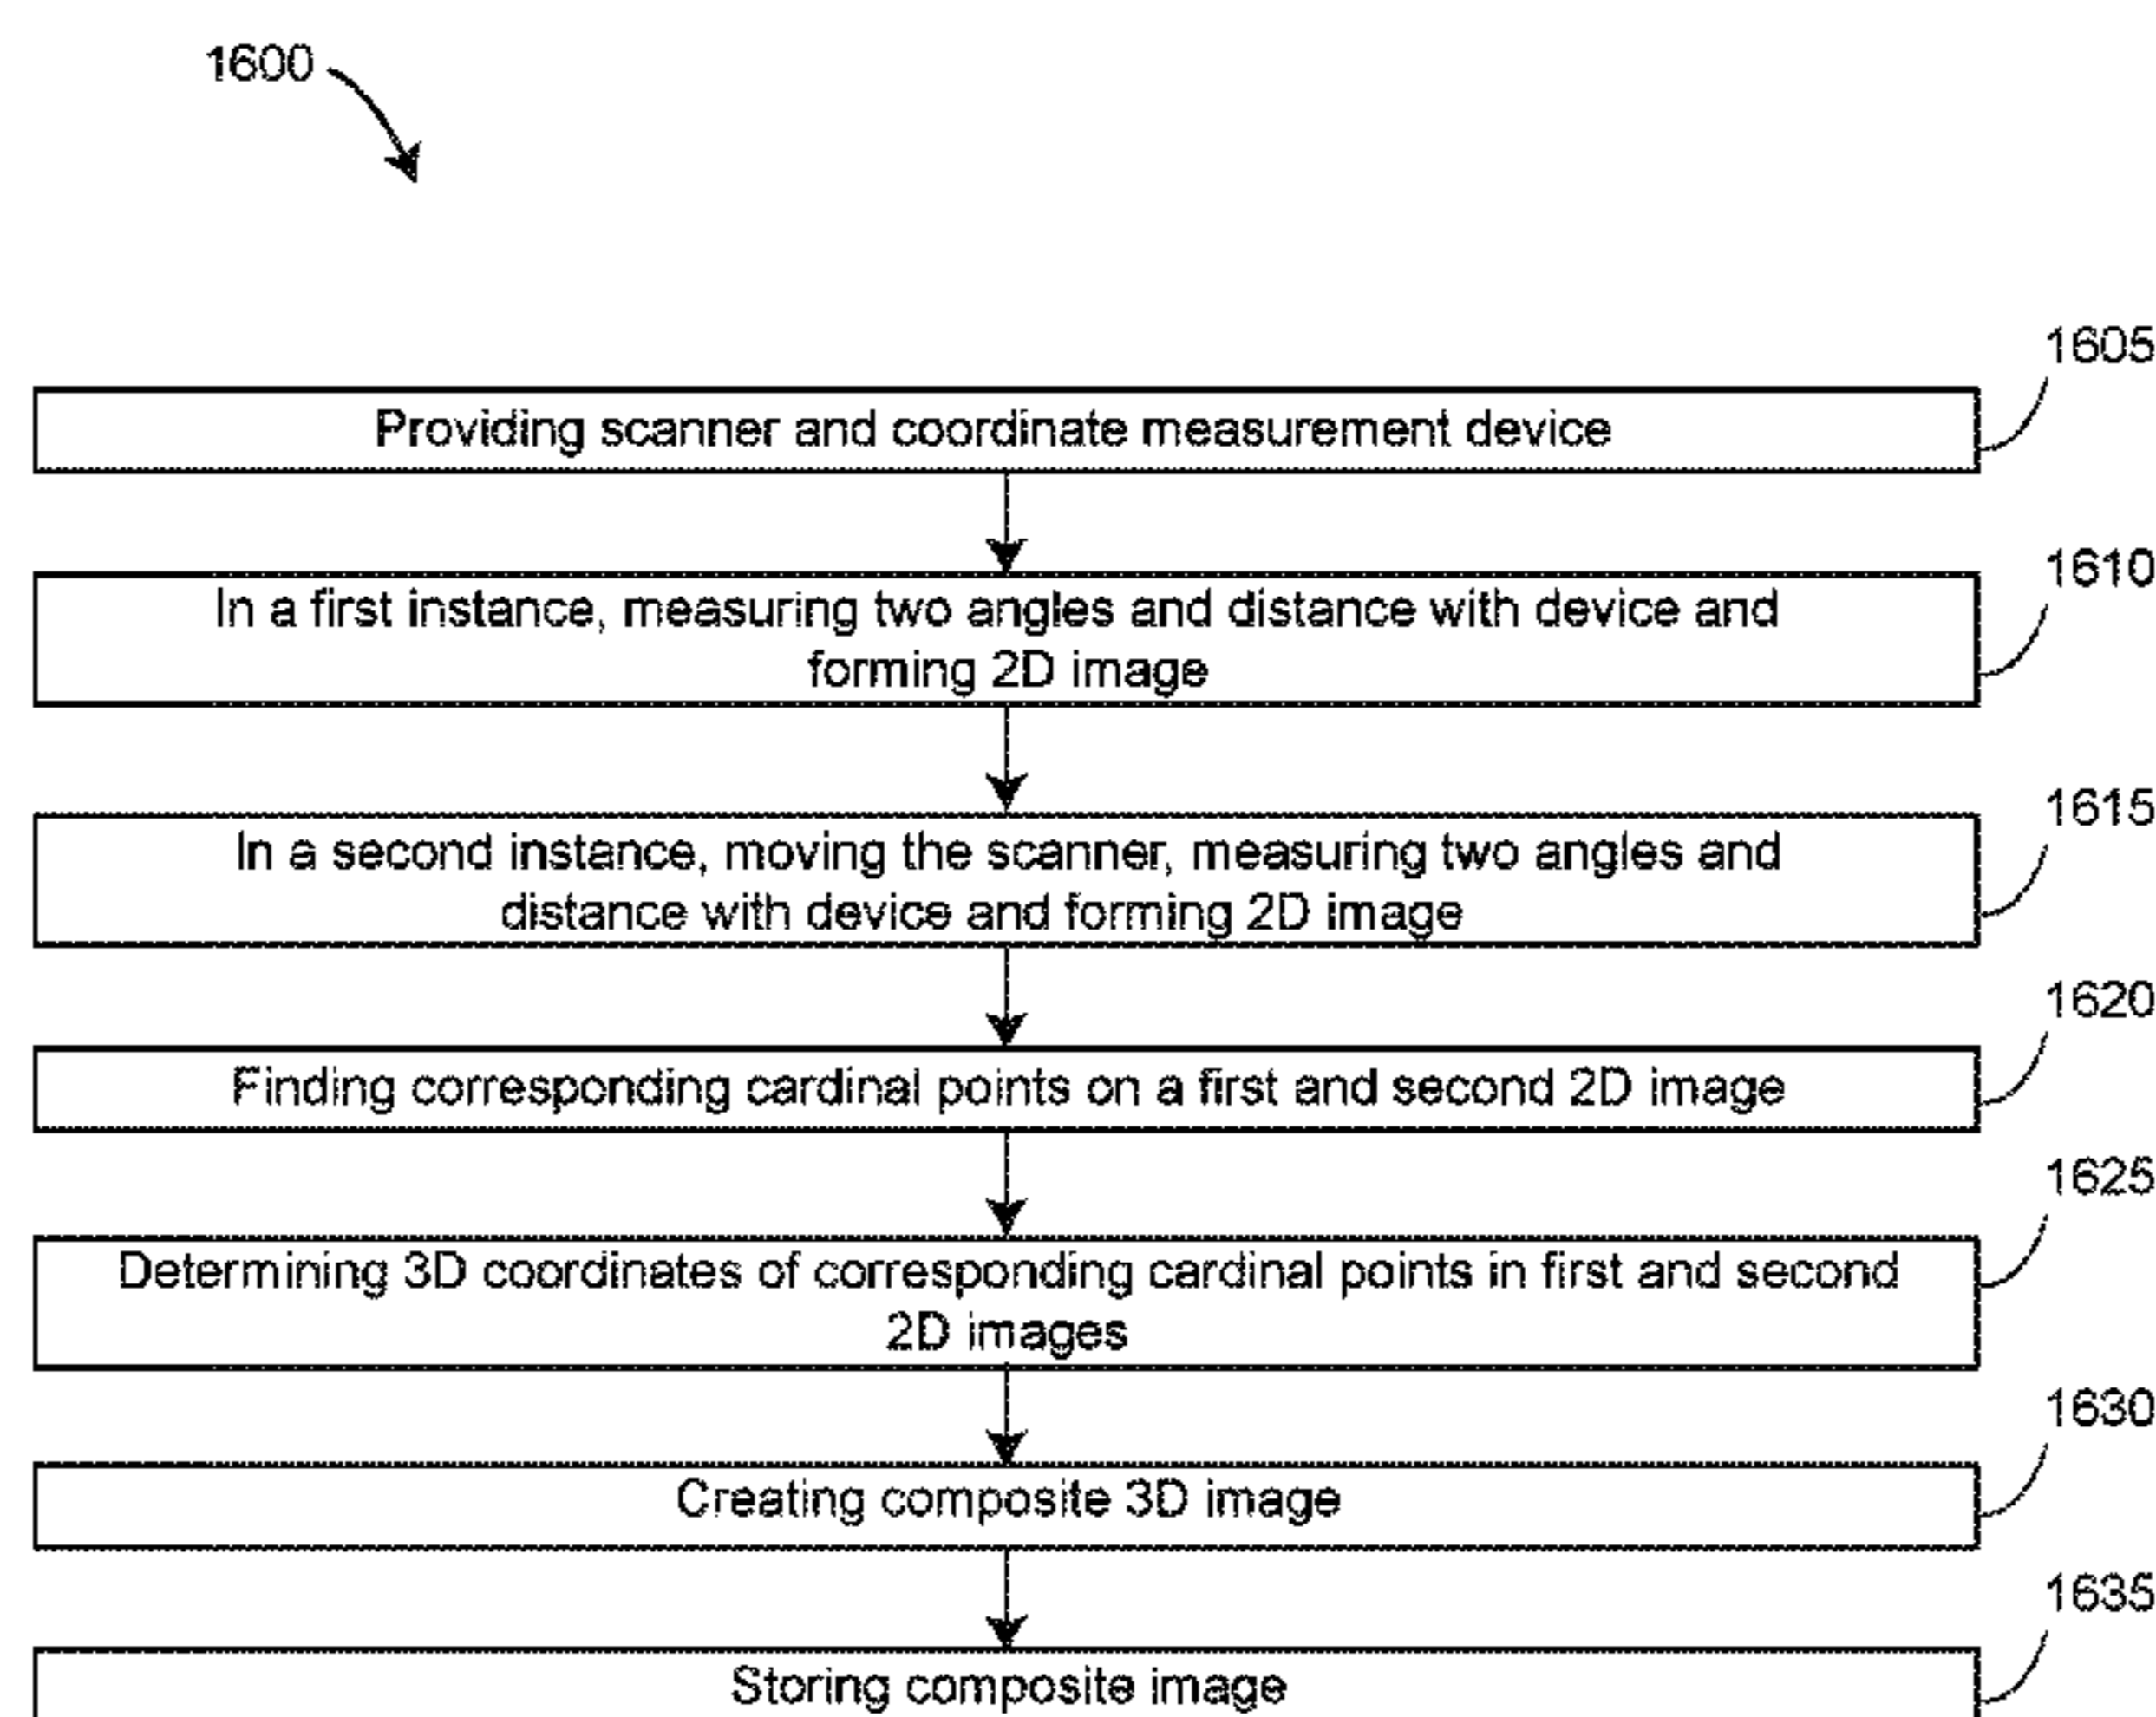 1600
1605
Providing scanner and coordinate measurement device
1610
In a first instance, measuring two angles and distance with device and
forming 2D image
1615
In a second instance, moving the scanner, measuring two angles and
distance with device and forming 2D image
1620
Finding corresponding cardinal points on a first and second 2D image
1625
Determining 3D coordinates of corresponding cardinal points in first and second
2D images
1630
Creating composite 3D image
1635
Storing composite image